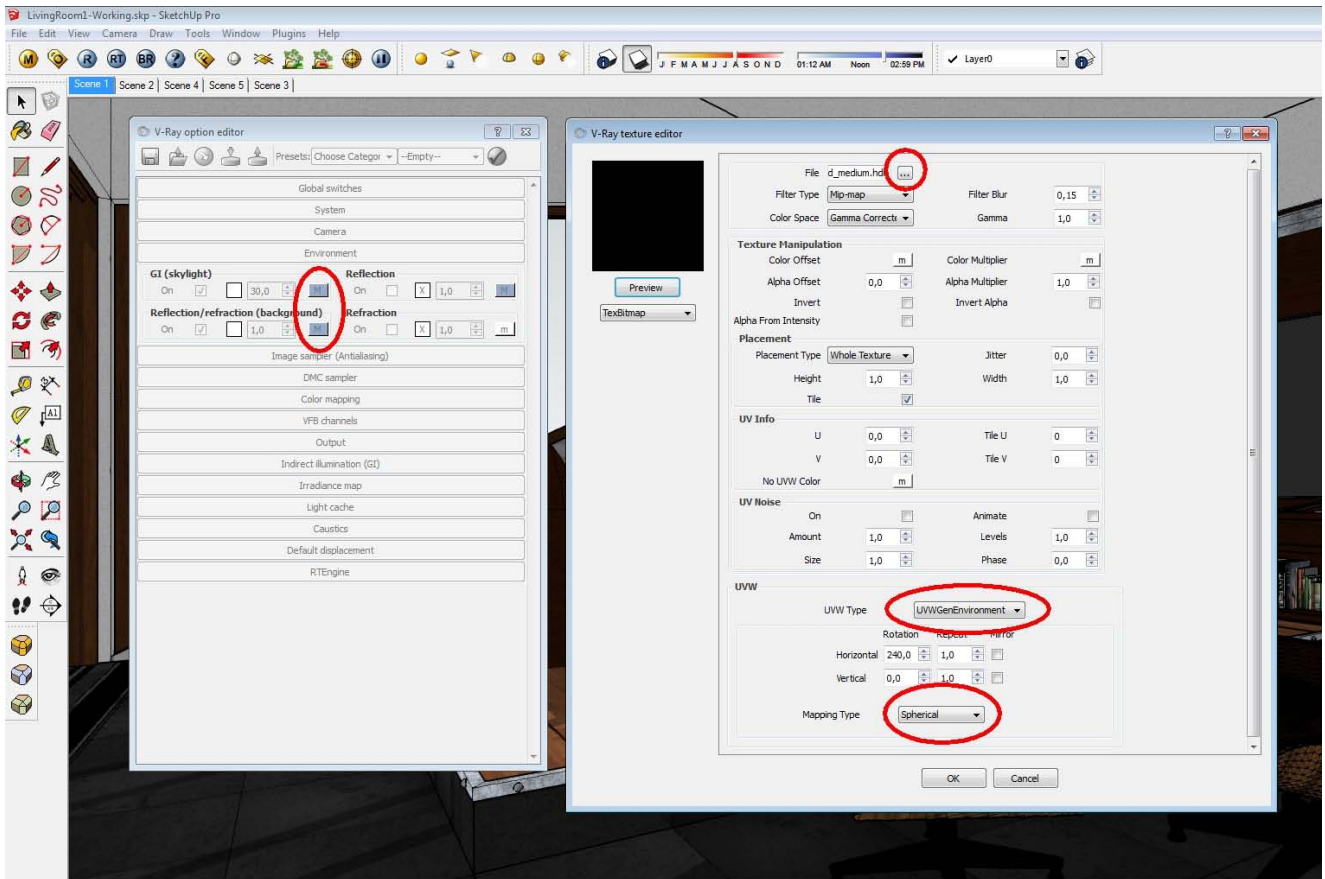 LivingRoom1-Working.skp - SketchUp Pro
File Edit View Camera Draw Tools Window Plugins Help
M R RT BR ? J F M A M J J A S O N D 01:12 AM Noon 02:59 PM ✓ Layer0
Scene 1 Scene 2 Scene 4 Scene 5 Scene 3
V-Ray option editor
Presets: Choose Categor --Empty--
Global switches
System
Camera
Environment
GI (skylight) Reflection
On 30,0 M On X 1,0 M
Reflection/refraction (background) Refraction
On 1,0 M On X 1,0 m
Image sampler (Antialiasing)
DMC sampler
Color mapping
VFB channels
Output
Indirect illumination (GI)
Irradiance map
Light cache
Caustics
Default displacement
RTEngine
A1
V-Ray texture editor
Preview
TexBitmap
File d_medium.hd ...
Filter Type Mip-map Filter Blur 0,15
Color Space Gamma Correcte Gamma 1,0
Texture Manipulation
Color Offset m Color Multiplier m
Alpha Offset 0,0 Alpha Multiplier 1,0
Invert Invert Alpha
Alpha From Intensity
Placement
Placement Type Whole Texture Jitter 0,0
Height 1,0 Width 1,0
Tile
UV Info
U 0,0 Tile U 0
V 0,0 Tile V 0
No UVW Color m
UV Noise
On Animate
Amount 1,0 Levels 1,0
Size 1,0 Phase 0,0
UVW
UVW Type UVWGenEnvironment
Rotation Repeat Mirror
Horizontal 240,0 1,0
Vertical 0,0 1,0
Mapping Type Spherical
OK Cancel